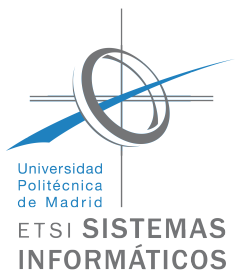 Universidad
Politécnica
de Madrid
ETSI SISTEMAS
INFORMÁTICOS